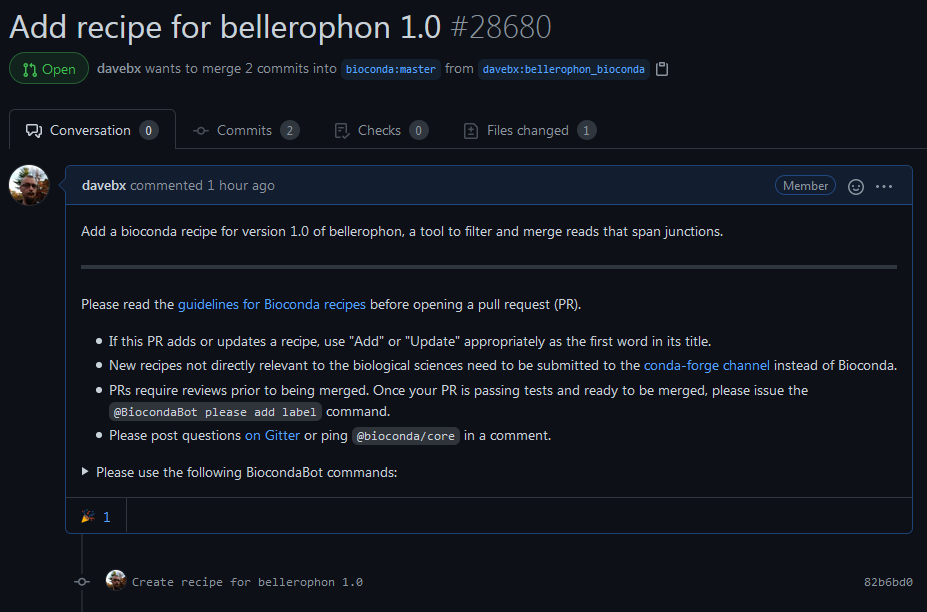 Add recipe for bellerophon 1.0 #28680
Open davebx wants to merge 2 commits into bioconda:master from davebx:bellerophon_bioconda
Conversation 0 Commits 2 Checks 0 Files changed 1
davebx commented 1 hour ago Member
Add a bioconda recipe for version 1.0 of bellerophon, a tool to filter and merge reads that span junctions.
Please read the guidelines for Bioconda recipes before opening a pull request (PR).
If this PR adds or updates a recipe, use "Add" or "Update" appropriately as the first word in its title.
New recipes not directly relevant to the biological sciences need to be submitted to the conda-forge channel instead of Bioconda.
PRs require reviews prior to being merged. Once your PR is passing tests and ready to be merged, please issue the
@BiocondaBot please add label command.
Please post questions on Gitter or ping @bioconda/core in a comment.
Please use the following BiocondaBot commands:
1
Create recipe for bellerophon 1.0 82b6bd0